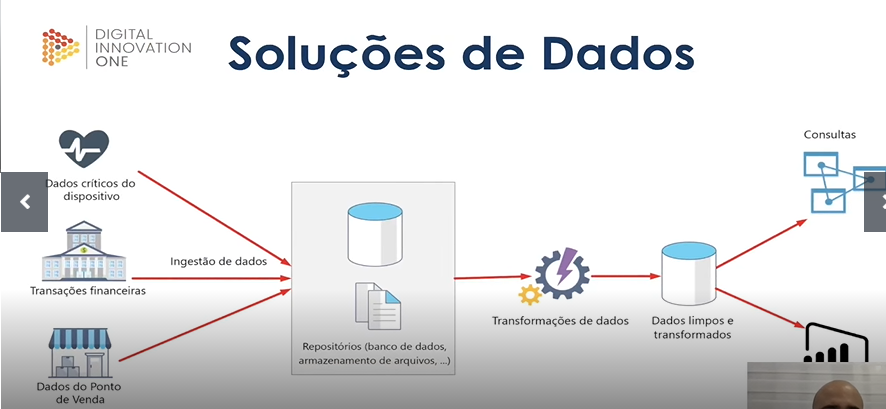 DIGITAL
INNOVATION
ONE
Soluções de Dados
Consultas
Dados críticos do
dispositivo
Ingestão de dados
Transações financeiras
Repositórios (banco de dados,
armazenamento de arquivos, ...)
Transformações de dados
Dados limpos e
transformados
Dados do Ponto
de Venda